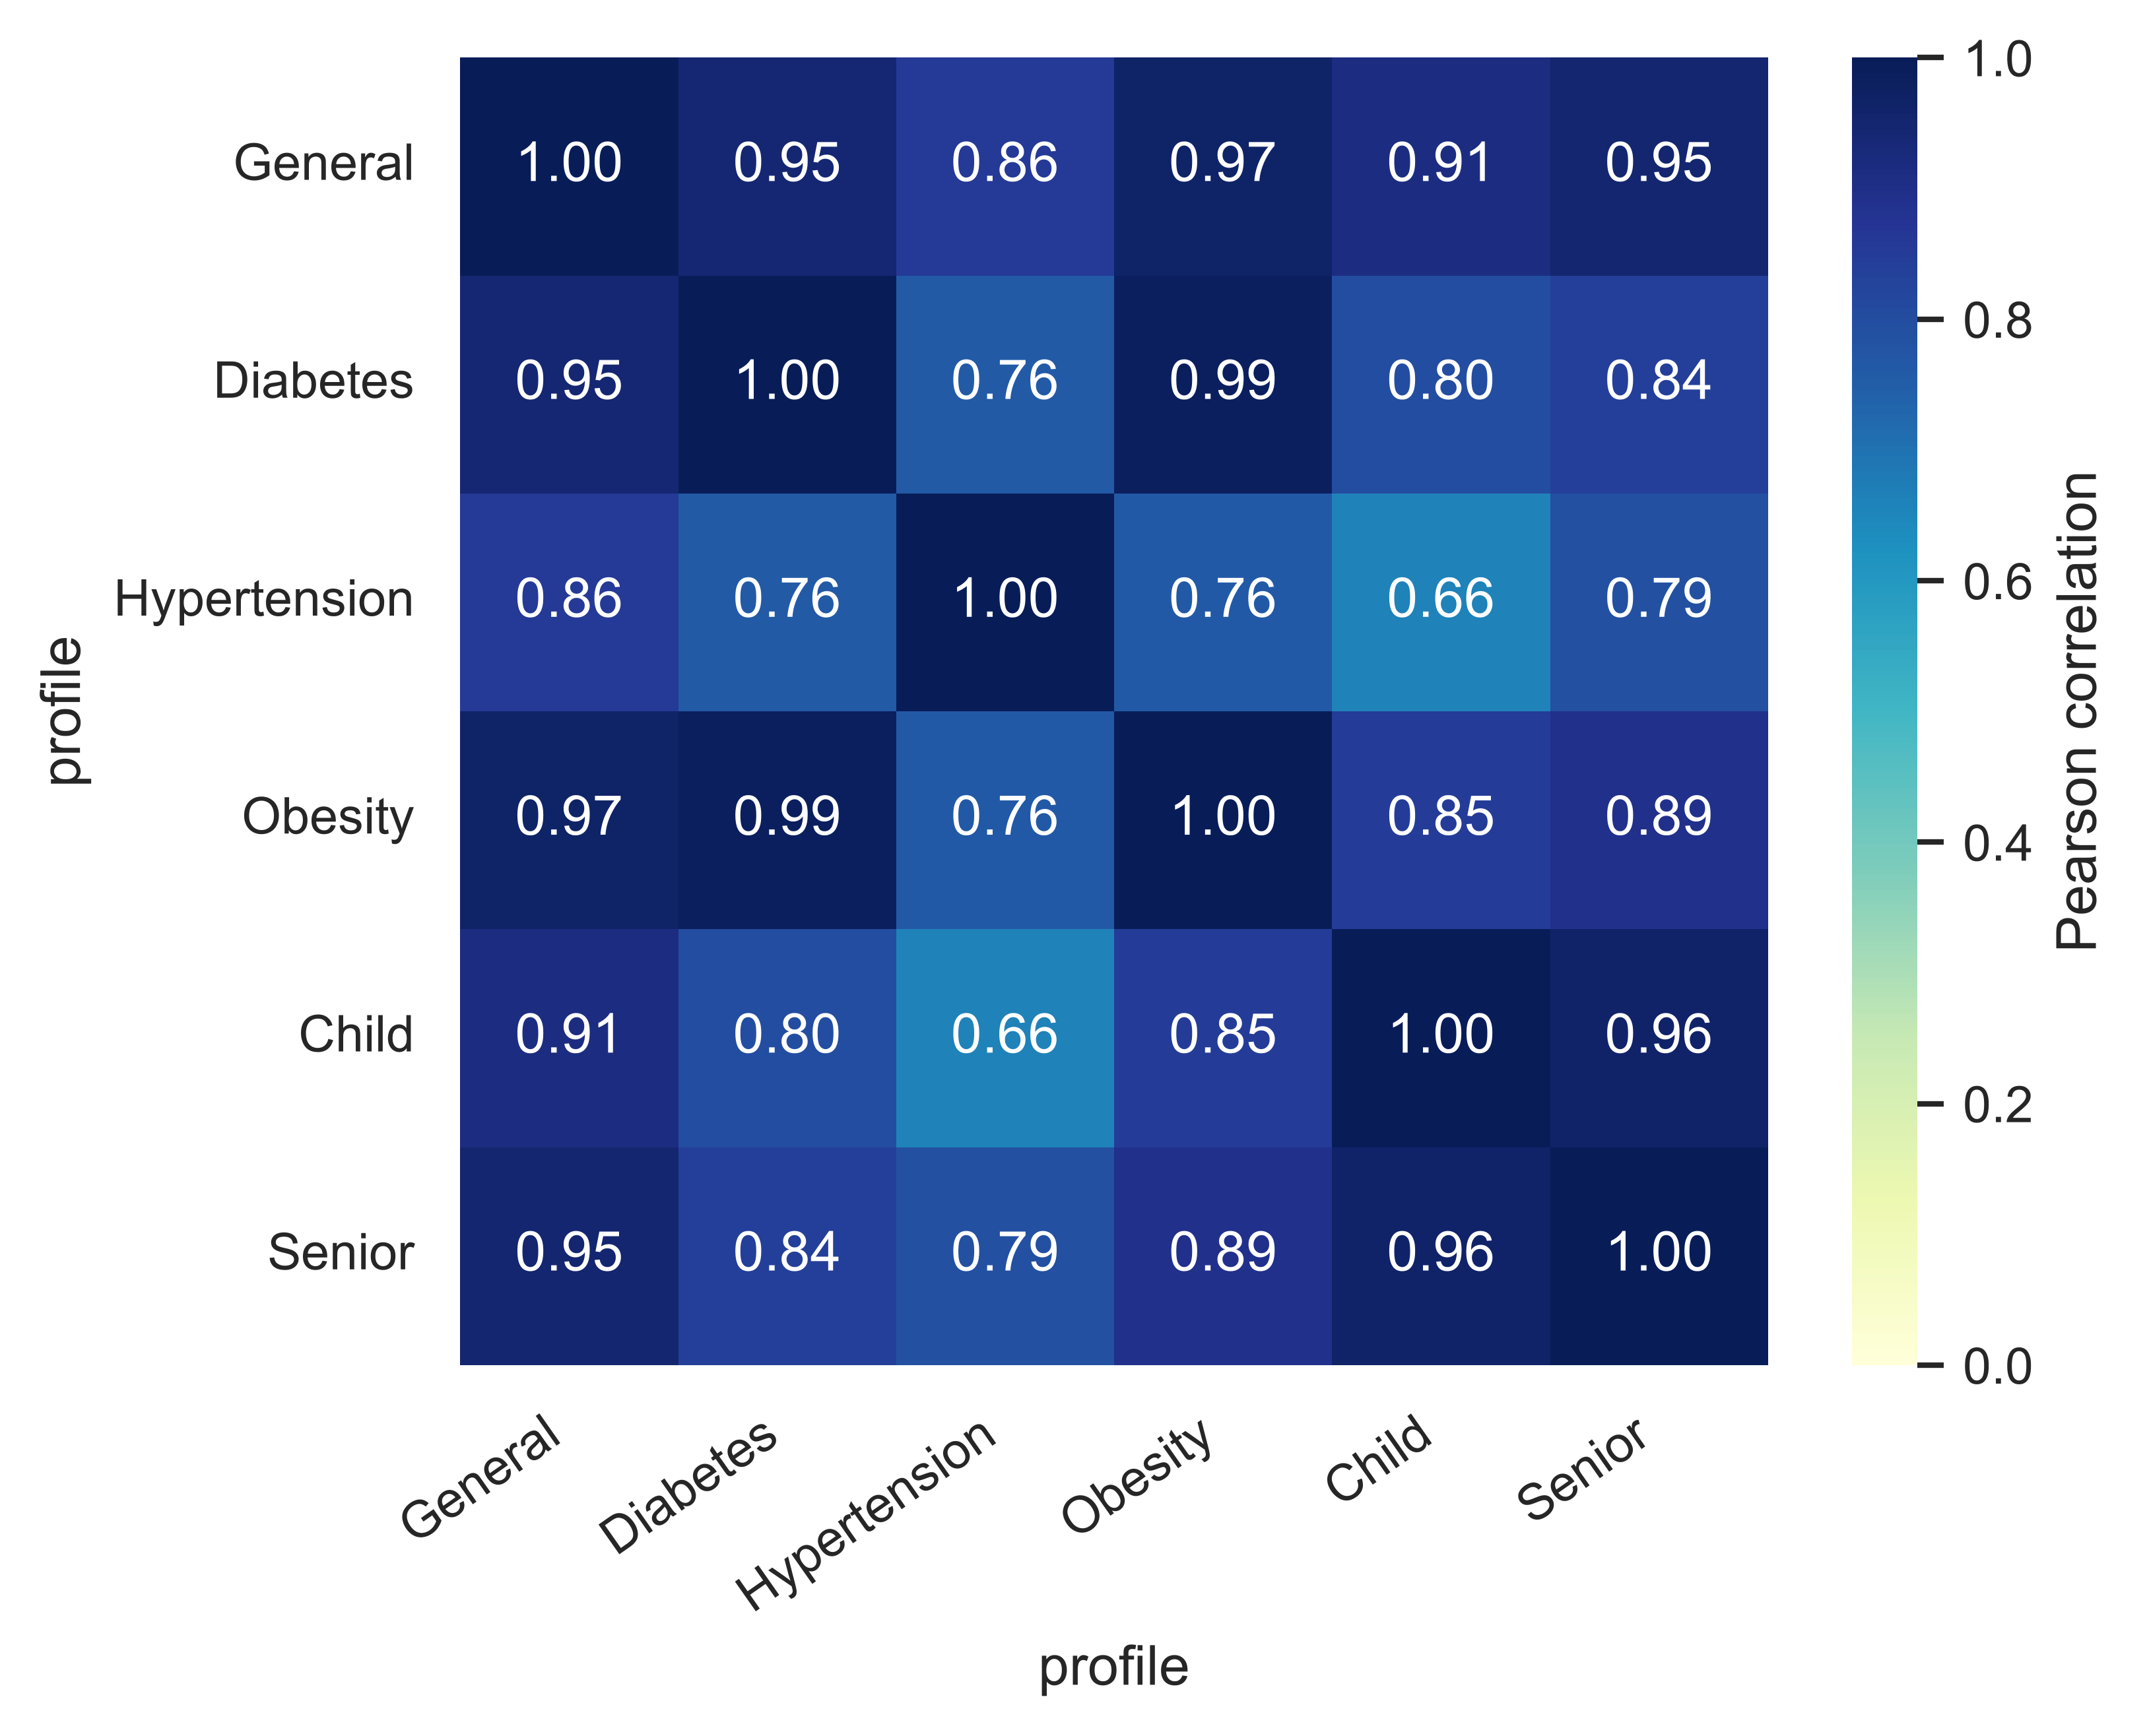 General 1.00 0.95 0.86 0.97 0.91 0.95
Diabetes 0.95 1.00 0.76 0.99 0.80 0.84
Hypertension 0.86 0.76 1.00 0.76 0.66 0.79
Obesity 0.97 0.99 0.76 1.00 0.85 0.89
Child 0.91 0.80 0.66 0.85 1.00 0.96
Senior 0.95 0.84 0.79 0.89 0.96 1.00
General Diabetes Hypertension Obesity Child Senior
profile
profile
1.0
0.8
0.6
0.4
0.2
0.0
Pearson correlation